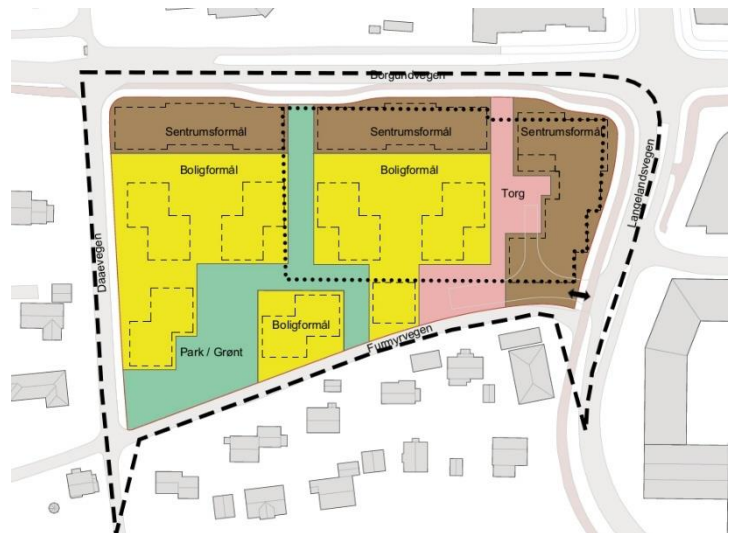 Borgundvegen
Sentrumsformål
Sentrumsformål
Sentrumsformål
Boligformål
Boligformål
Torg
Langelandsvegen
Daaevegen
Boligformål
Park / Grønt
Furmyrvegen